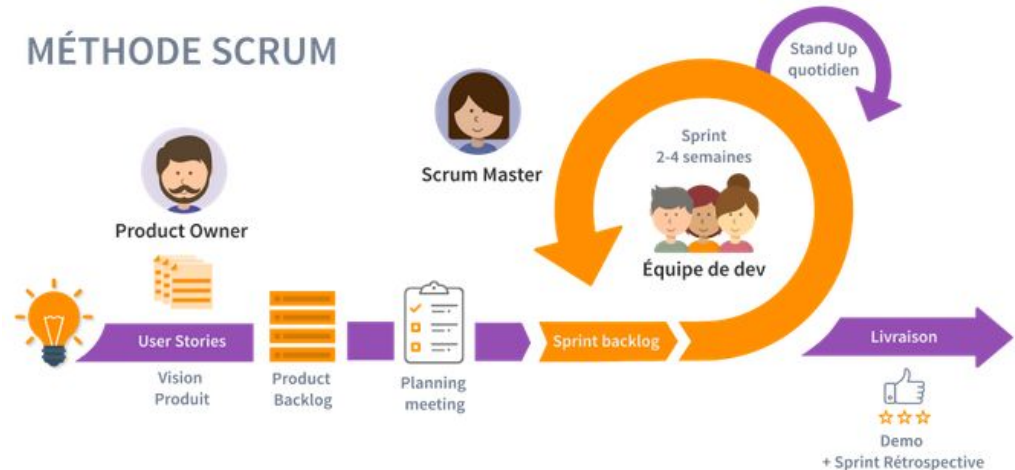 MÉTHODE SCRUM
Stand Up
quotidien
Sprint
2-4 semaines
Scrum Master
Product Owner
Équipe de dev
User Stories
Sprint backlog
Livraison
Vision
Produit
Product
Backlog
Planning
meeting
Demo
+ Sprint Rétrospective